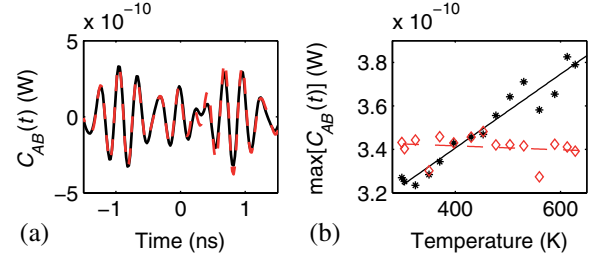 x 10⁻¹⁰
5
0
−5
C_AB(t) (W)
−1
0
1
Time (ns)
(a)
x 10⁻¹⁰
3.8
3.6
3.4
3.2
max[C_AB(t)] (W)
400
600
Temperature (K)
(b)